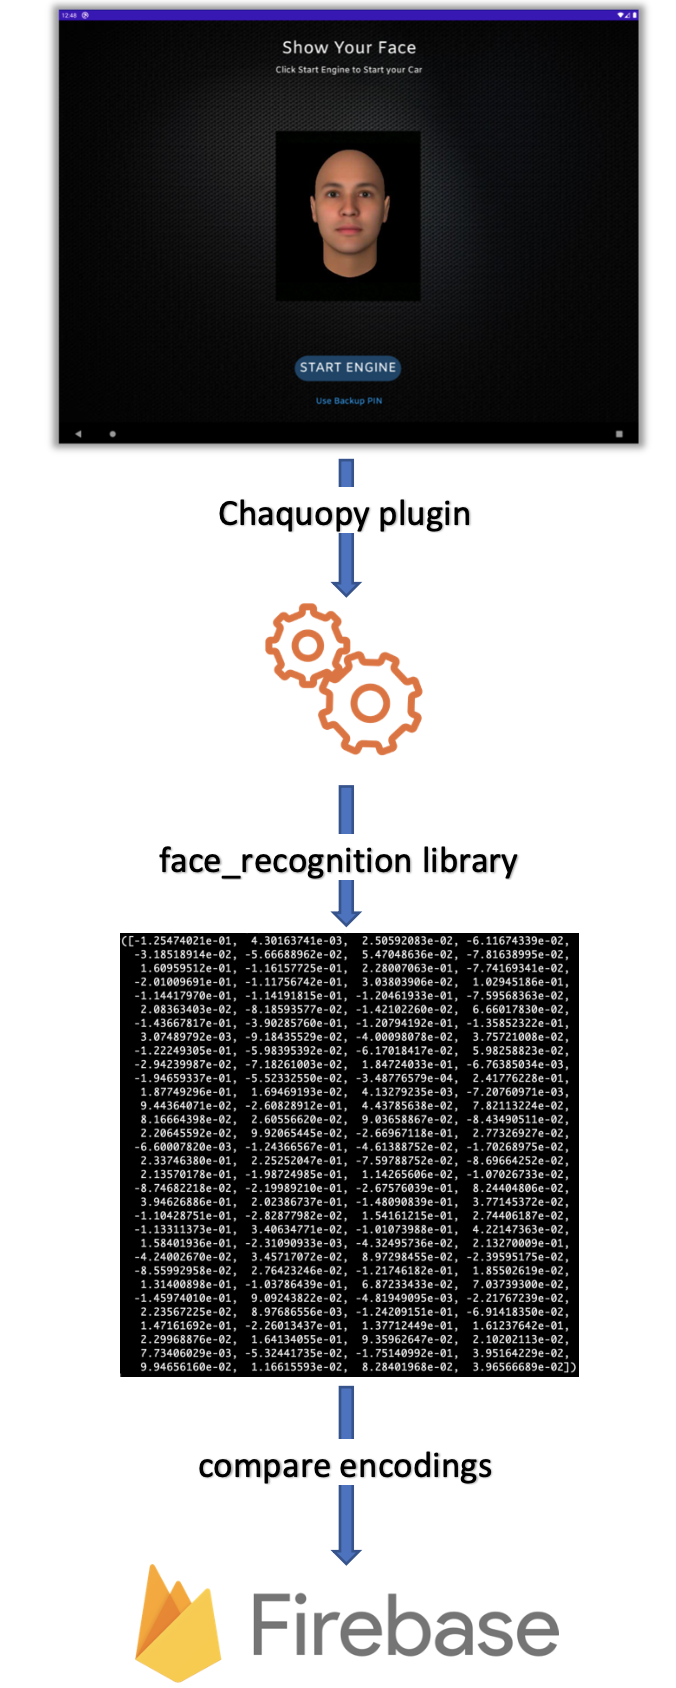 12:48
Show Your Face
Click Start Engine to Start your Car
START ENGINE
Use Backup PIN
Chaquopy plugin
face_recognition library
([-1.25474021e-01, 4.30163741e-03, 2.50592083e-02, -6.11674339e-02,
-3.18518914e-02, -5.66688962e-02, 5.47048636e-02, -7.81638995e-02,
1.60959512e-01, -1.16157725e-01, 2.28007063e-01, -7.74169341e-02,
-2.01009691e-01, -1.11756742e-01, 3.03803906e-02, 1.02945186e-01,
-1.14417970e-01, -1.14191815e-01, -1.20461933e-01, -7.59568363e-02,
2.08363403e-02, -8.18593577e-02, -1.42102260e-02, 6.66017830e-02,
-1.43667817e-01, -3.90285760e-01, -1.20794192e-01, -1.35852322e-01,
3.07489792e-03, -9.18435529e-02, -4.00098078e-02, 3.75721008e-02,
-1.22249305e-01, -5.98395392e-02, -6.17018417e-02, 5.98258823e-02,
-2.94239987e-02, -7.18261003e-02, 1.84724033e-01, -6.76385034e-03,
-1.94659337e-01, -5.52332550e-02, -3.48776579e-04, 2.41776228e-01,
1.87749296e-01, 1.69469193e-02, 4.13279235e-03, -7.20760971e-03,
9.44364071e-02, -2.60828912e-01, 4.43785638e-02, 7.82113224e-02,
8.16664398e-02, 2.60556620e-02, 9.03658867e-02, -8.43490511e-02,
2.20645592e-02, 9.92065445e-02, -2.66967118e-01, 2.77326927e-02,
-6.60007820e-03, -1.24366567e-01, -4.61388752e-02, -1.70268975e-02,
2.33746380e-01, 2.25252047e-01, -7.59788752e-02, -8.69664252e-02,
2.13570178e-01, -1.98724985e-01, 1.14265606e-02, -1.07026733e-02,
-8.74682218e-02, -2.19989210e-01, -2.67576039e-01, 8.24404806e-02,
3.94626886e-01, 2.02386737e-01, -1.48090839e-01, 3.77145372e-02,
-1.10428751e-01, -2.82877982e-02, 1.54161215e-02, 2.74406187e-02,
-1.13311373e-01, 3.40634771e-02, -1.01073988e-01, 4.22147363e-02,
1.58401936e-01, -2.31090933e-03, -4.32495736e-02, 2.13270009e-01,
-4.24002670e-02, 3.45717072e-02, 8.97298455e-02, -2.39595175e-02,
-8.55992958e-02, 2.76423246e-02, -1.21746182e-01, 1.85502619e-02,
1.31400898e-01, -1.03786439e-01, 6.87233433e-02, 7.03739300e-02,
-1.45974010e-01, 9.09243822e-02, -4.81949095e-03, -2.21767239e-02,
2.23567225e-02, 8.97686556e-03, -1.24209151e-01, -6.91418350e-02,
1.47161692e-01, -2.26013437e-01, 1.37712449e-01, 1.61237642e-01,
2.29968876e-02, 1.64134055e-01, 9.35962647e-02, 2.10202113e-02,
7.73406029e-03, -5.32441735e-02, -1.75140992e-01, 3.95164229e-02,
9.94656160e-02, 1.16615593e-02, 8.28401968e-02, 3.96566689e-02])
compare encodings
Firebase